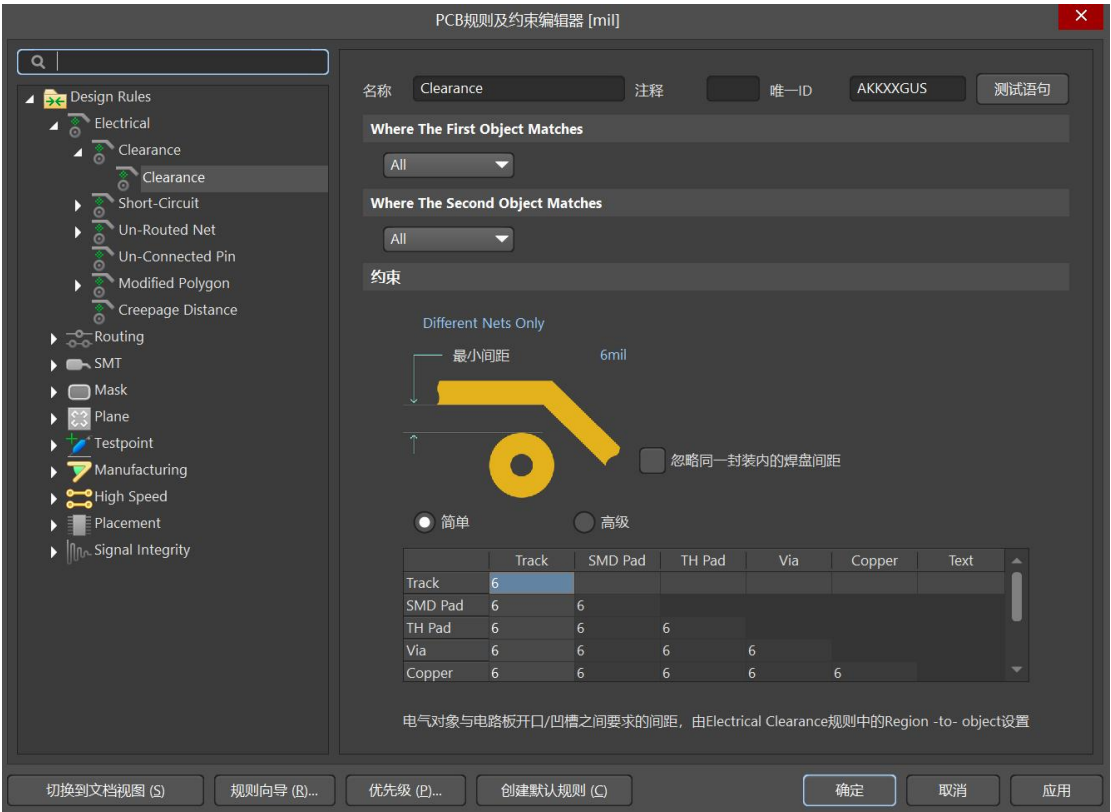 PCB规则及约束编辑器 [mil]
Design Rules
Electrical
Clearance
Clearance
Short-Circuit
Un-Routed Net
Un-Connected Pin
Modified Polygon
Creepage Distance
Routing
SMT
Mask
Plane
Testpoint
Manufacturing
High Speed
Placement
Signal Integrity
名称 Clearance 注释 唯一ID AKKXXGUS 测试语句
Where The First Object Matches
All
Where The Second Object Matches
All
约束
Different Nets Only
最小间距 6mil
忽略同一封装内的焊盘间距
简单 高级
Track SMD Pad TH Pad Via Copper Text
Track 6
SMD Pad 6 6
TH Pad 6 6 6
Via 6 6 6 6
Copper 6 6 6 6 6
电气对象与电路板开口/凹槽之间要求的间距，由Electrical Clearance规则中的Region -to- object设置
切换到文档视图 (S) 规则向导 (R)... 优先级 (P)... 创建默认规则 (C) 确定 取消 应用